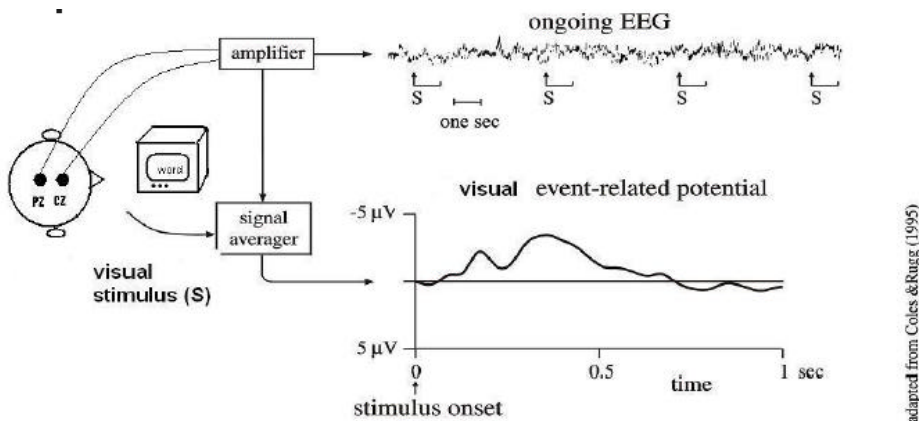 ongoing EEG
amplifier
S S S S
one sec
word
PZ CZ
signal
averager
visual
stimulus (S)
visual event-related potential
-5 µV
5 µV
0 0.5 1 sec
time
stimulus onset
adapted from Coles &Rugg (1995)